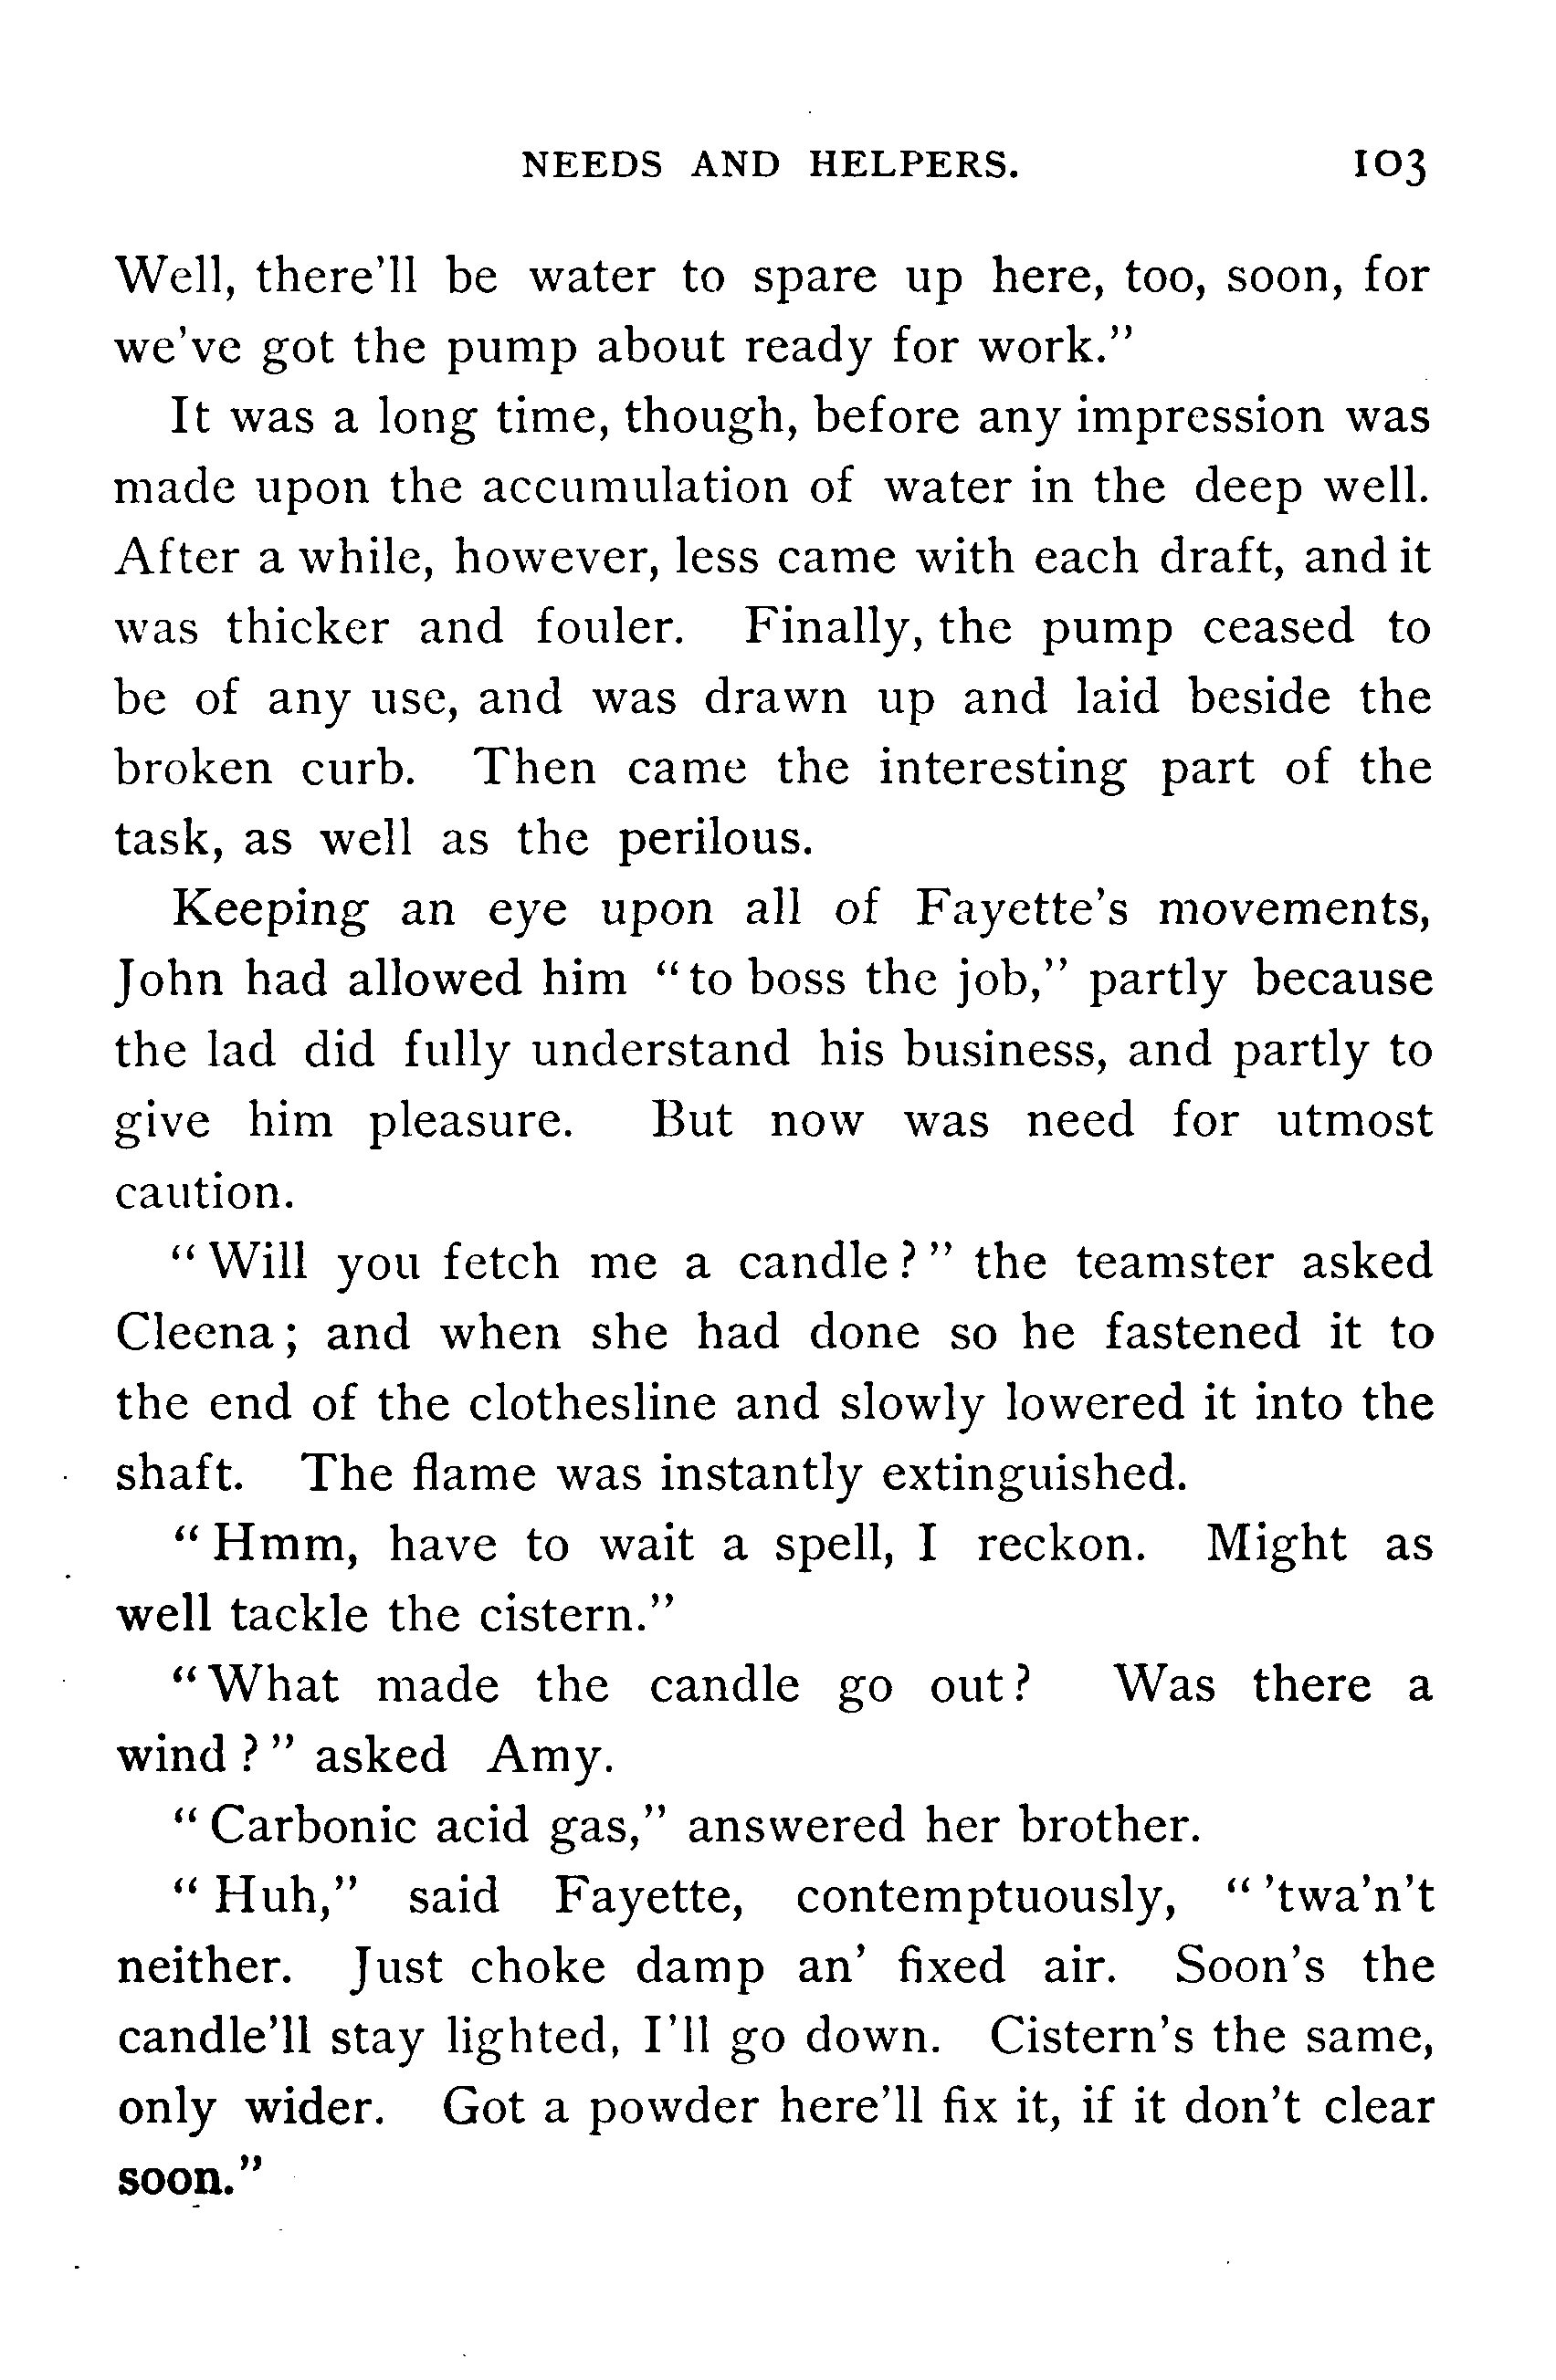 NEEDS AND HELPERS. 103
Well, there'll be water to spare up here, too, soon, for
we've got the pump about ready for work."
It was a long time, though, before any impression was
made upon the accumulation of water in the deep well.
After a while, however, less came with each draft, and it
was thicker and fouler. Finally, the pump ceased to
be of any use, and was drawn up and laid beside the
broken curb. Then came the interesting part of the
task, as well as the perilous.
Keeping an eye upon all of Fayette's movements,
John had allowed him "to boss the job," partly because
the lad did fully understand his business, and partly to
give him pleasure. But now was need for utmost
caution.
"Will you fetch me a candle?" the teamster asked
Cleena; and when she had done so he fastened it to
the end of the clothesline and slowly lowered it into the
shaft. The flame was instantly extinguished.
"Hmm, have to wait a spell, I reckon. Might as
well tackle the cistern."
"What made the candle go out? Was there a
wind?" asked Amy.
"Carbonic acid gas," answered her brother.
"Huh," said Fayette, contemptuously, "'twa'n't
neither. Just choke damp an' fixed air. Soon's the
candle'll stay lighted, I'll go down. Cistern's the same,
only wider. Got a powder here'll fix it, if it don't clear
soon."